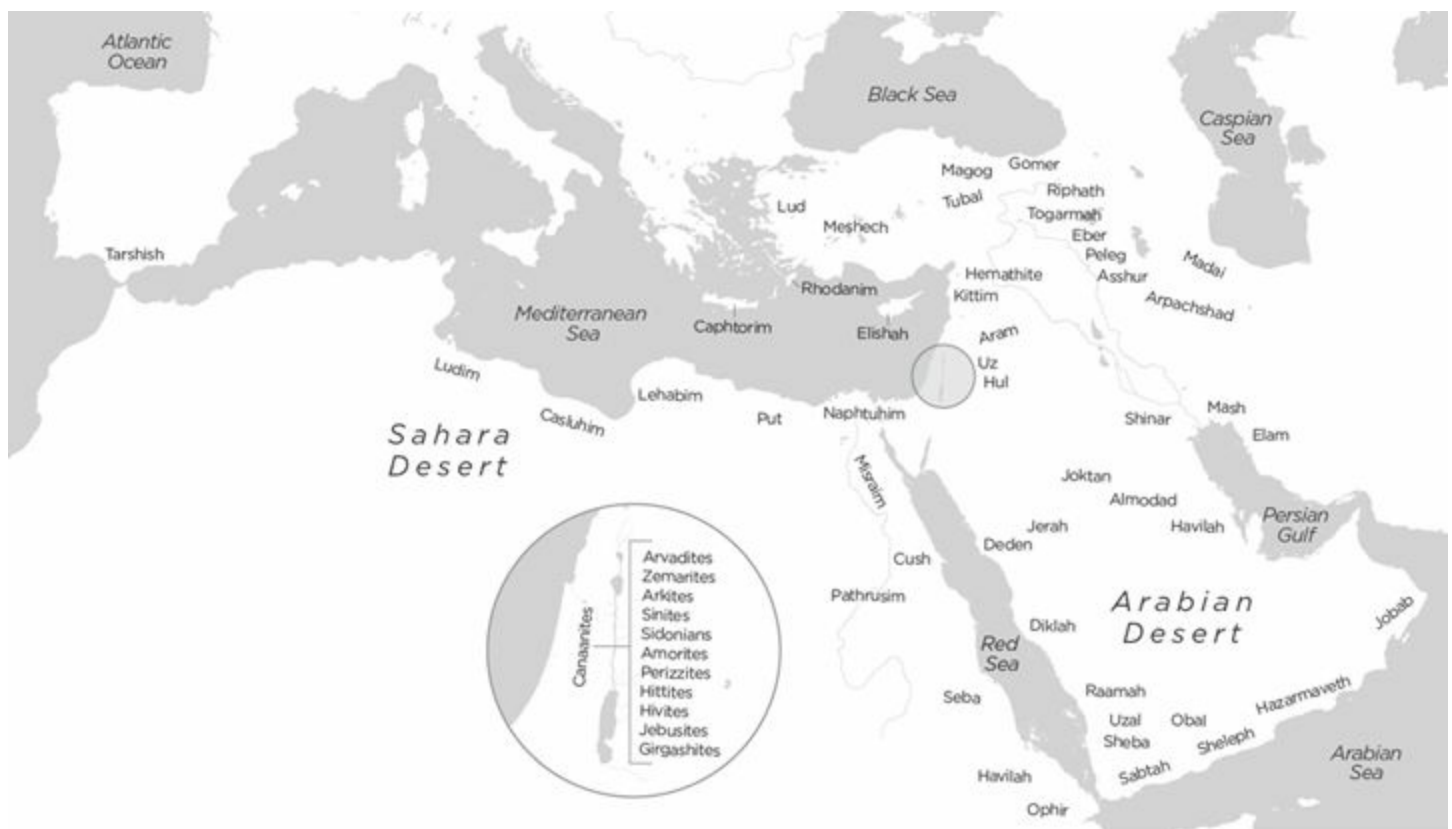 Atlantic
Ocean
Black Sea
Caspian
Sea
Magog
Gomer
Tubal
Riphath
Lud
Togarmah
Meshech
Eber
Tarshish
Peleg
Madai
Hemathite
Asshur
Rhodanim
Kittim
Arpachshad
Mediterranean
Sea
Caphtorim
Elishah
Aram
Uz
Ludim
Hul
Lehabim
Casluhim
Put
Naphtuhim
Shinar
Mash
Elam
Sahara
Desert
Misraim
Joktan
Almodad
Jerah
Havilah
Persian
Gulf
Deden
Cush
Pathrusim
Arvadites
Zemarites
Arkites
Sinites
Sidonians
Amorites
Perizzites
Hittites
Hivites
Jebusites
Girgashites
Canaanites
Arabian
Desert
Jobab
Diklah
Red
Sea
Seba
Raamah
Hazarmaveth
Uzal
Obal
Sheba
Sheleph
Sabtah
Havilah
Ophir
Arabian
Sea